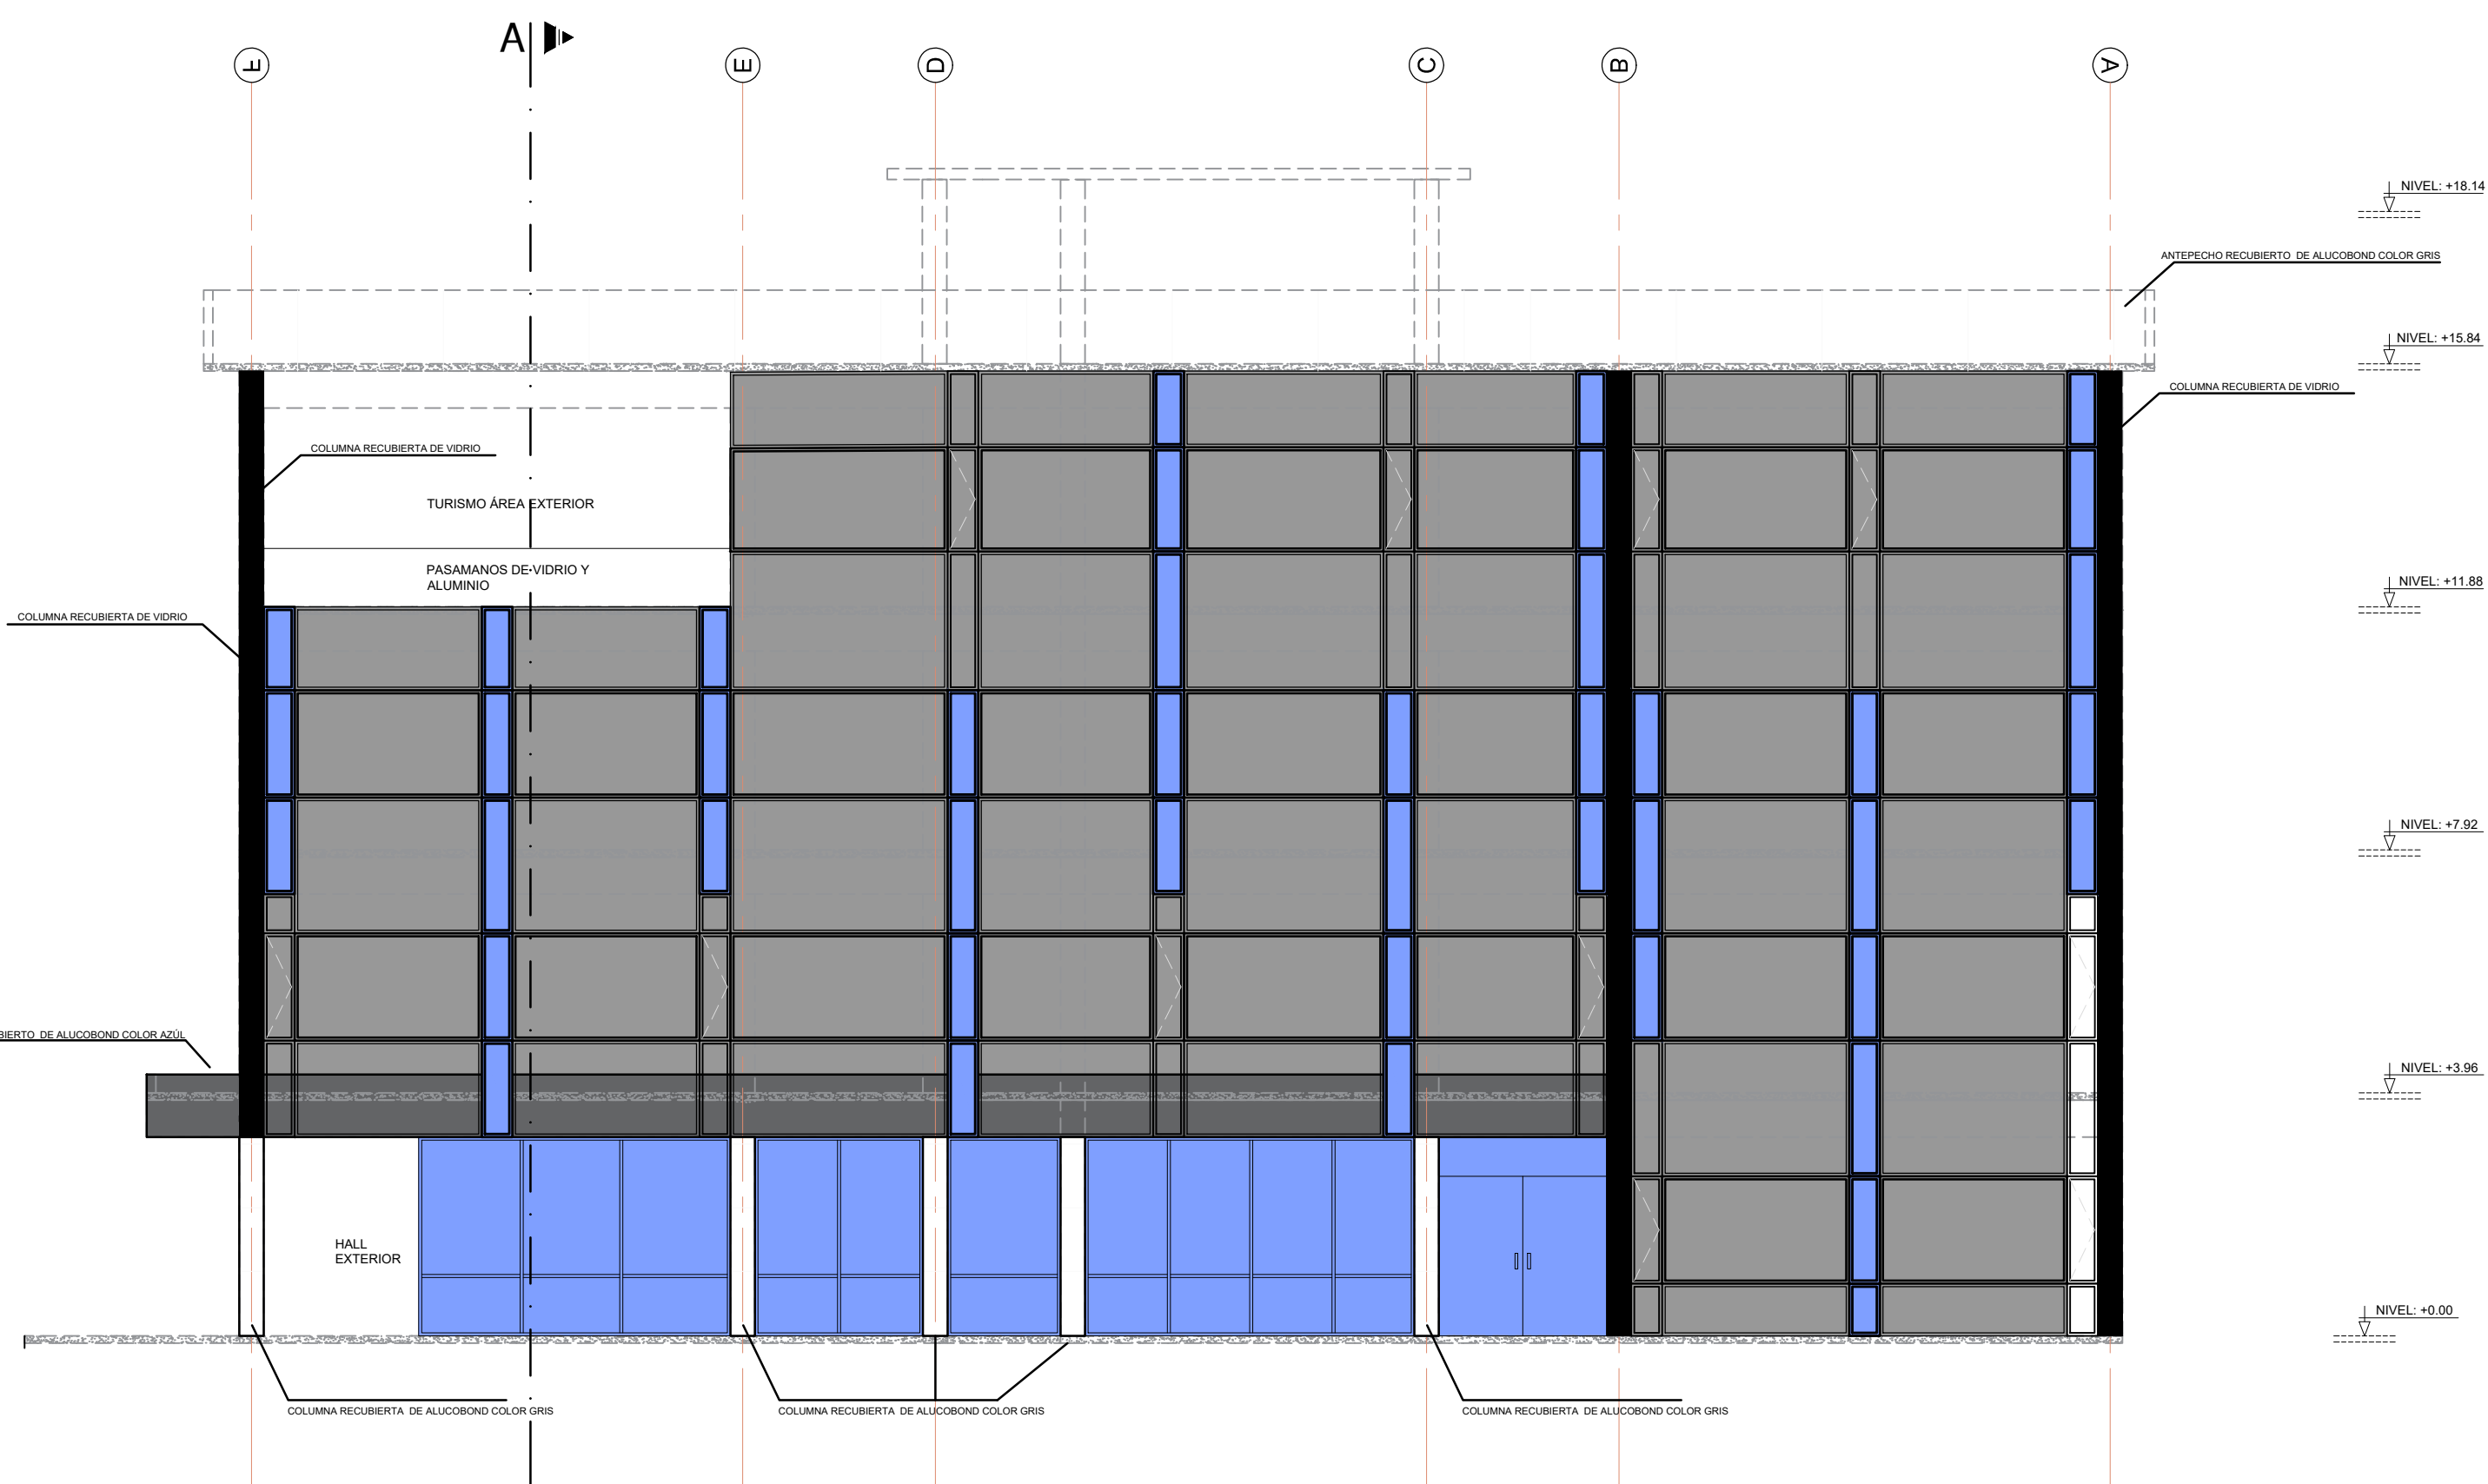 A
F
E
D
C
B
A
NIVEL: +18.14
ANTEPECHO RECUBIERTO DE ALUCOBOND COLOR GRIS
NIVEL: +15.84
COLUMNA RECUBIERTA DE VIDRIO
COLUMNA RECUBIERTA DE VIDRIO
TURISMO ÁREA EXTERIOR
PASAMANOS DE VIDRIO Y
ALUMINIO
NIVEL: +11.88
COLUMNA RECUBIERTA DE VIDRIO
NIVEL: +7.92
BIERTO DE ALUCOBOND COLOR AZÚL
NIVEL: +3.96
HALL
EXTERIOR
NIVEL: +0.00
COLUMNA RECUBIERTA DE ALUCOBOND COLOR GRIS
COLUMNA RECUBIERTA DE ALUCOBOND COLOR GRIS
COLUMNA RECUBIERTA DE ALUCOBOND COLOR GRIS